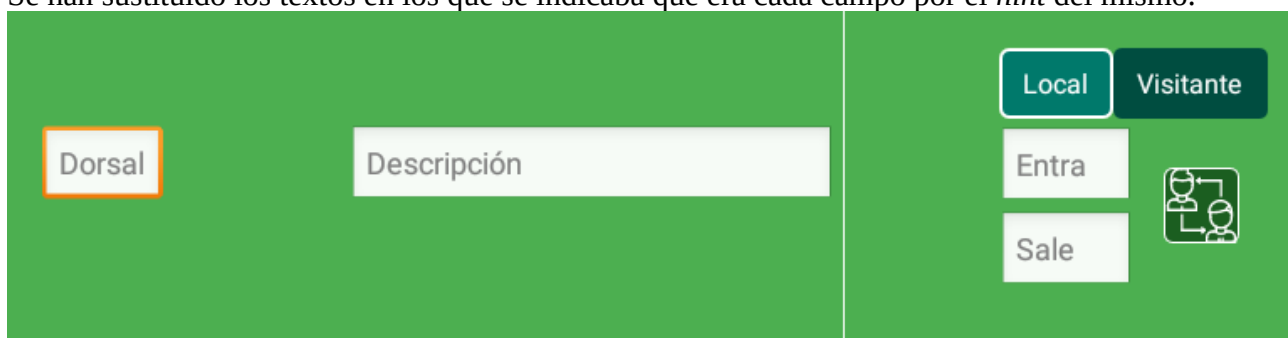 Se han sustituido los textos en los que se indicaba que era cada campo por el hint del mismo.
Local Visitante
Dorsal Descripción Entra
Sale